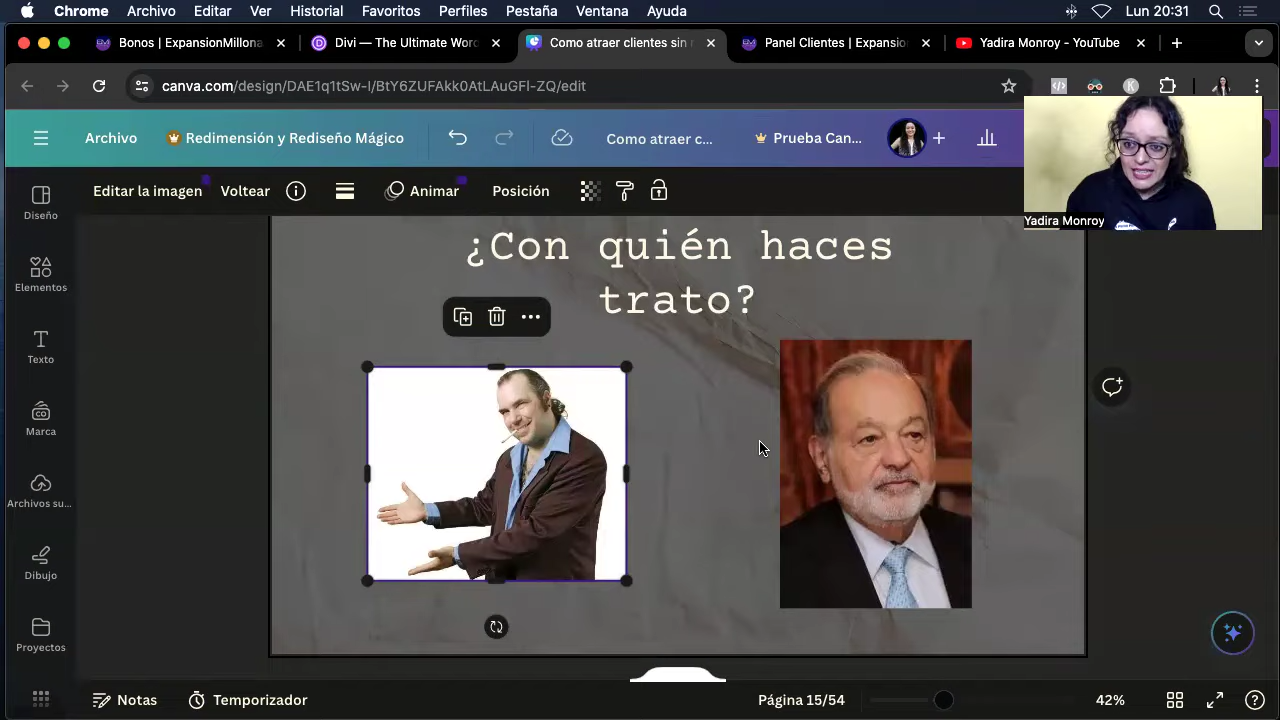 Chrome Archivo Editar Ver Historial Favoritos Perfiles Pestaña Ventana Ayuda Lun 20:31
Bonos | ExpansionMillona
Divi — The Ultimate Word
Como atraer clientes sin
Panel Clientes | Expansio
Yadira Monroy - YouTube
canva.com/design/DAE1q1tSw-I/BtY6ZUFAkk0AtLAuGFI-ZQ/edit
Archivo
Redimensión y Rediseño Mágico
Como atraer c...
Prueba Can...
Editar la imagen
Voltear
Animar
Posición
Yadira Monroy
Diseño
Elementos
Texto
CO
Marca
Archivos su...
Dibujo
Proyectos
¿Con quién haces
trato?
Notas
Temporizador
Página 15/54
42%